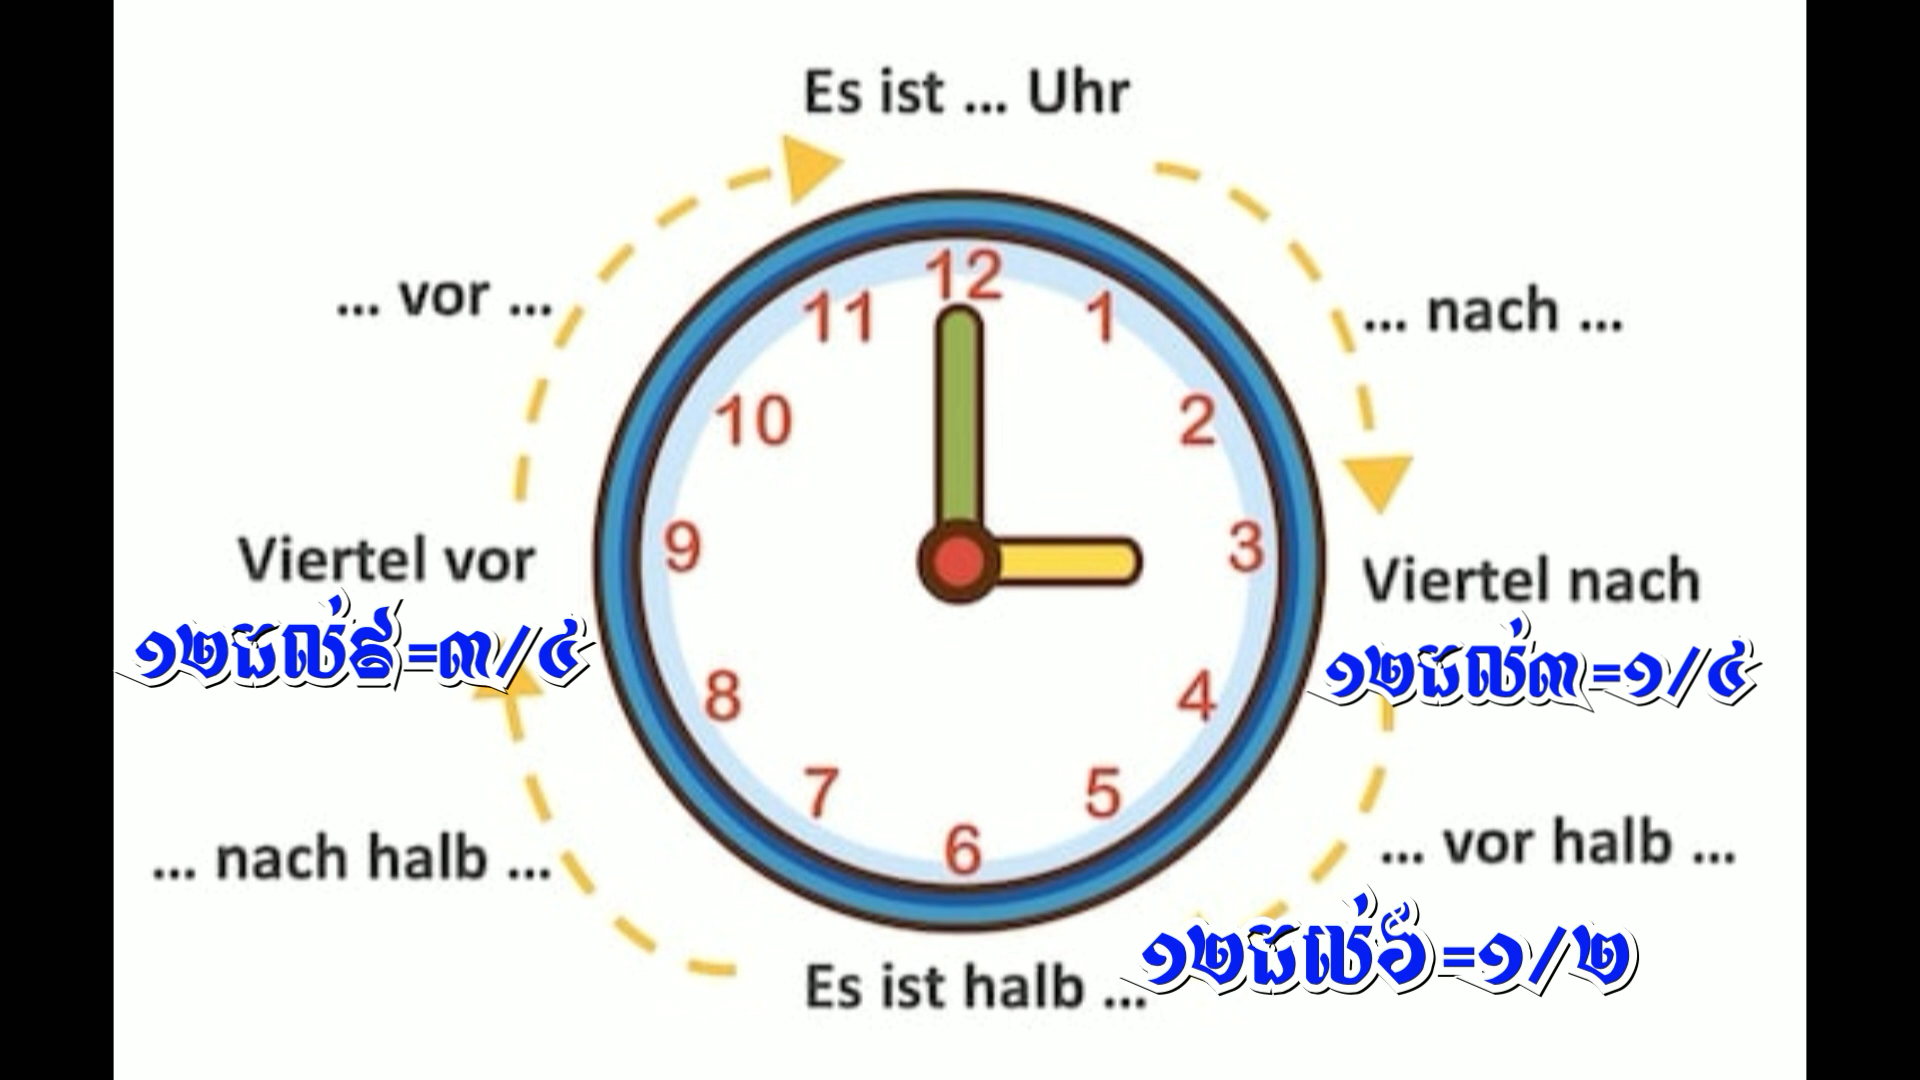 Es ist ... Uhr
... vor ...
... nach ...
12
11
1
10
2
9
3
8
4
7
5
6
Viertel vor
១២ដល់៩=៣/៤
Viertel nach
១២ដល់៣=១/៤
... nach halb ...
... vor halb ...
Es ist halb ...
១២ដល់៦=១/២